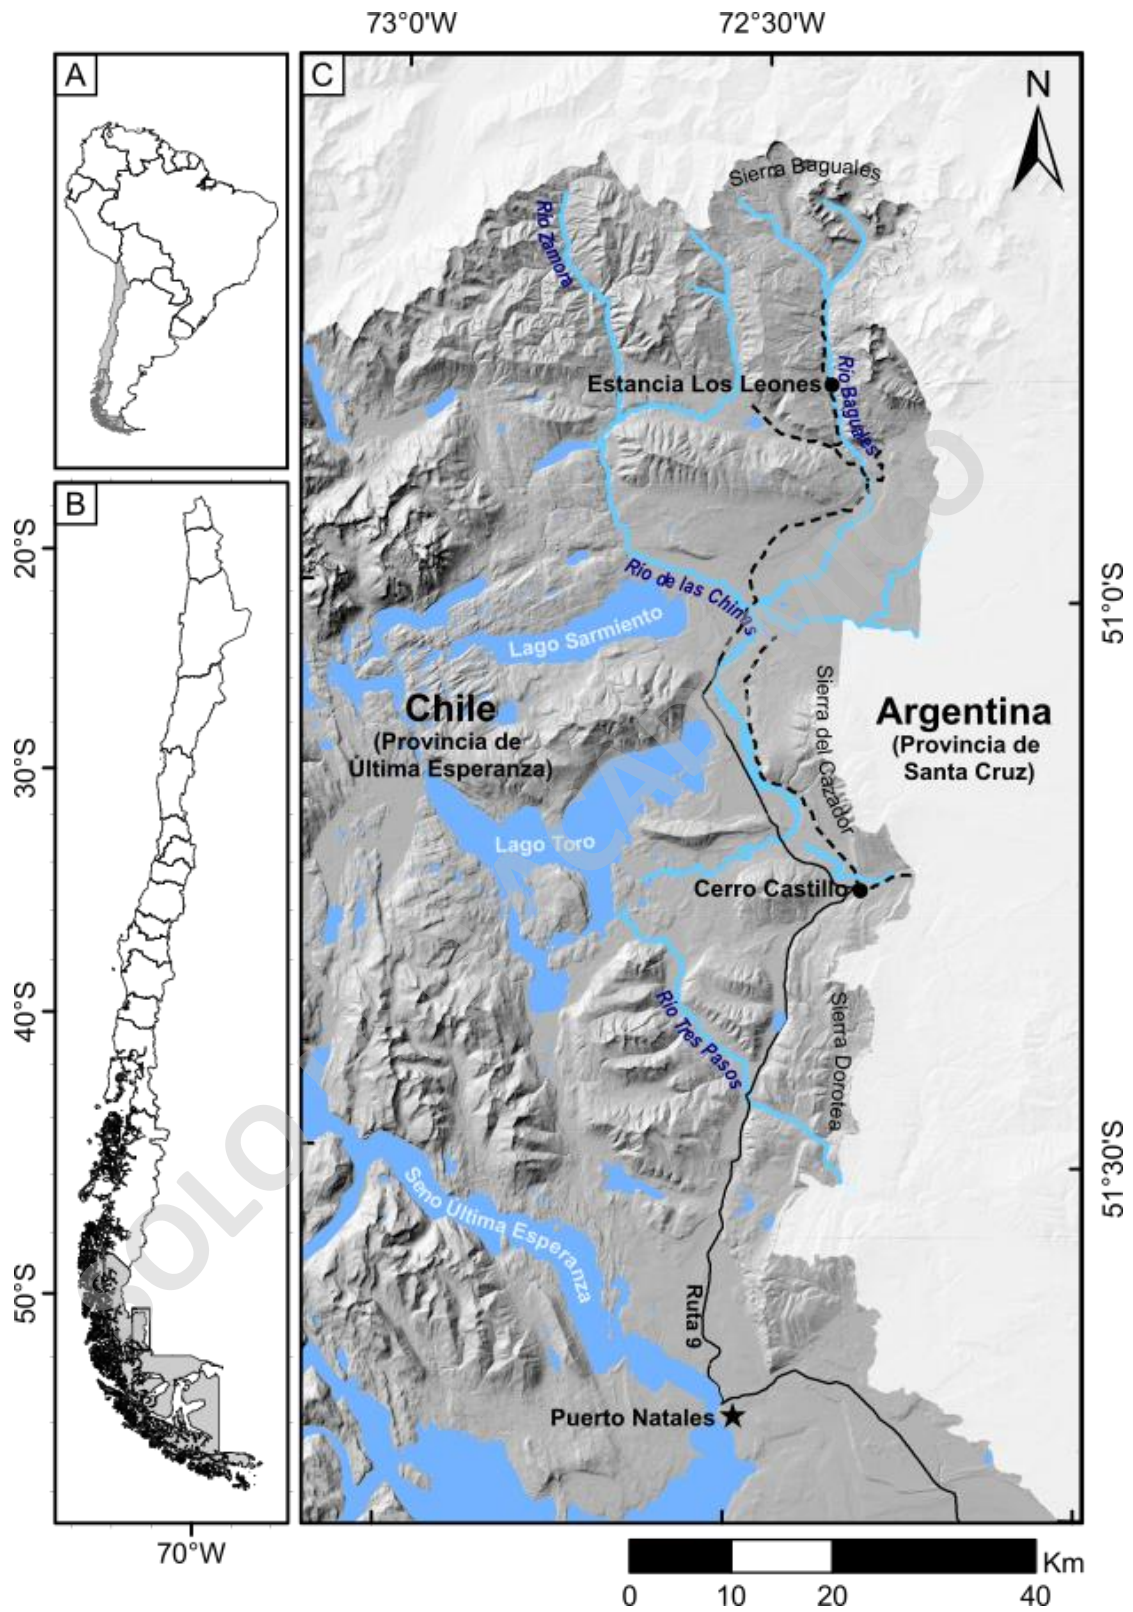 73°0'W
72°30'W
A
C
N
Sierra Baguales
Río Zamora
Estancia Los Leones
Río Baguales
B
20°S
30°S
40°S
50°S
70°W
Río de las Chinas
51°0'S
Lago Sarmiento
Chile
(Provincia de
Última Esperanza)
Sierra del Cazador
Argentina
(Provincia de
Santa Cruz)
Lago Toro
Cerro Castillo
Río Tres Pasos
Sierra Dorotea
51°30'S
Seno Última Esperanza
Ruta 9
Puerto Natales
Km
0
10
20
40
SOLO